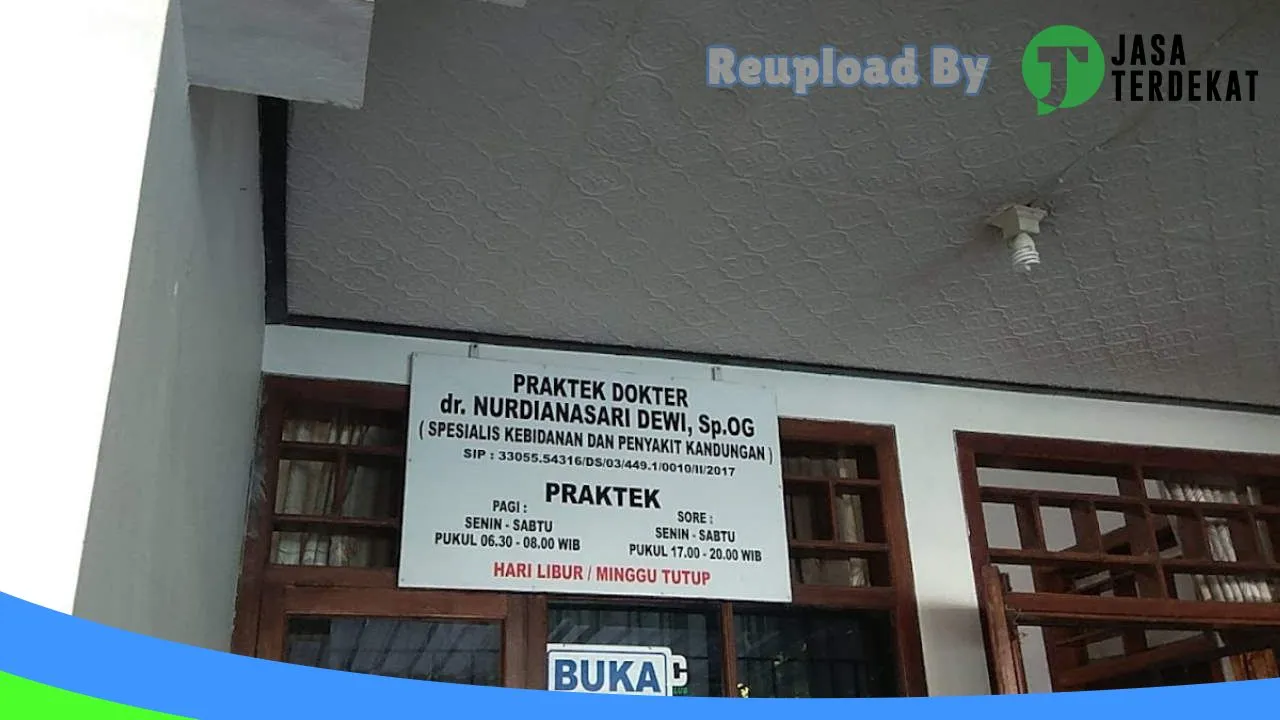 Reupload By
JASA
TERDEKAT
PRAKTEK DOKTER
dr. NURDIANASARI DEWI, Sp.OG
( SPESIALIS KEBIDANAN DAN PENYAKIT KANDUNGAN )
SIP : 33055.54316/DS/03/449.1/0010/II/2017
PRAKTEK
PAGI :
SENIN - SABTU
PUKUL 06.30 - 08.00 WIB
SORE :
SENIN - SABTU
PUKUL 17.00 - 20.00 WIB
HARI LIBUR / MINGGU TUTUP
BUKA